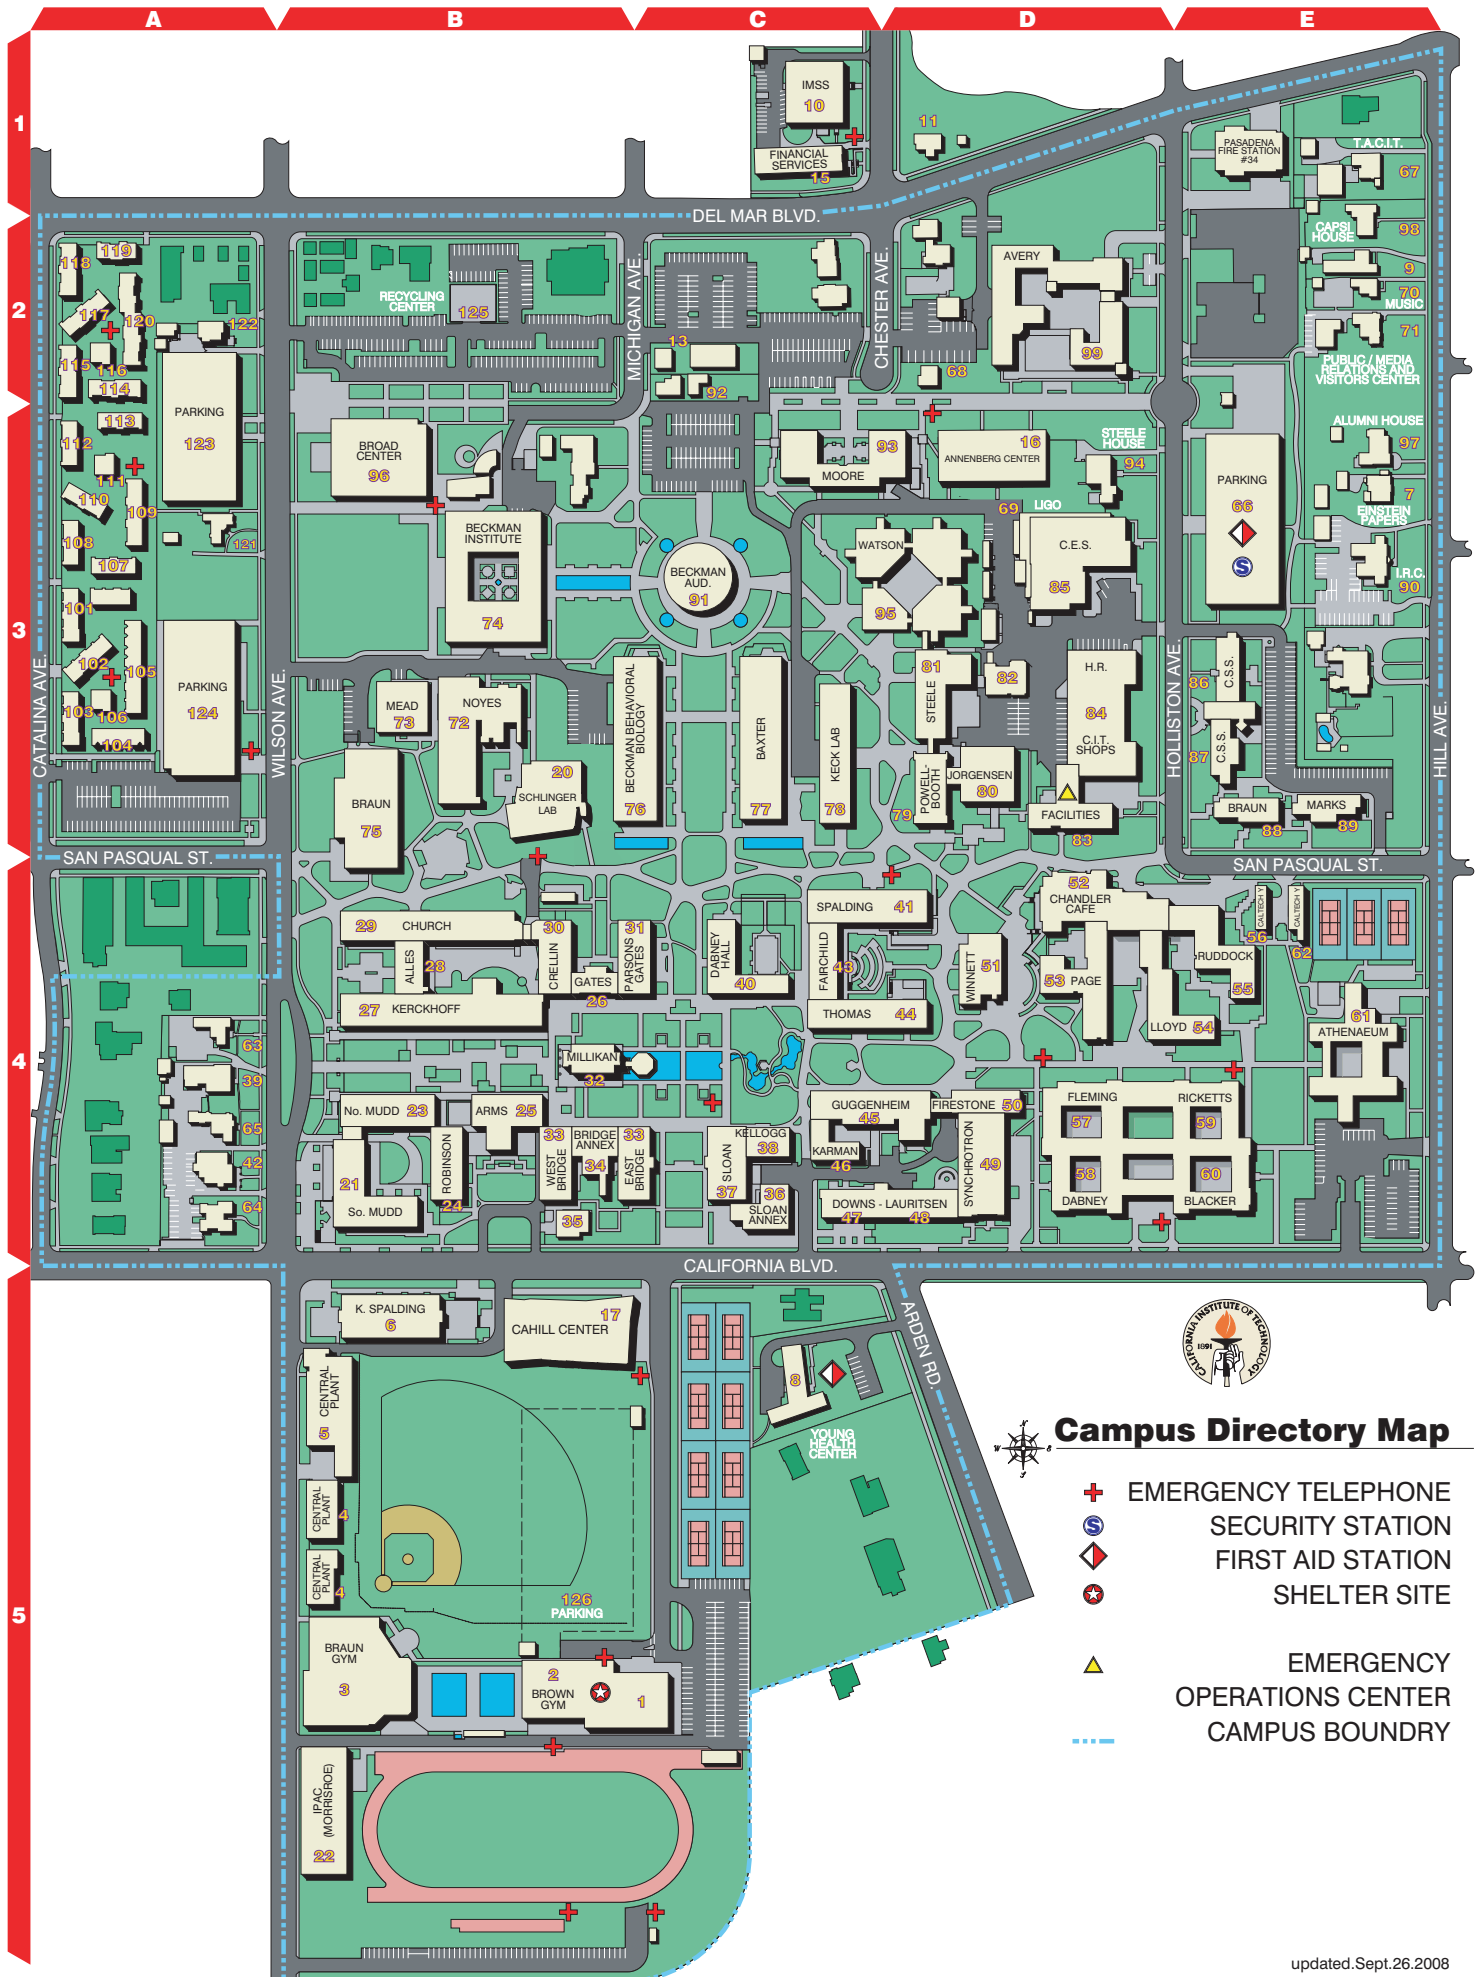 A
B
C
D
E
1
IMSS
10
FINANCIAL
SERVICES
15
11
PASADENA
FIRE STATION
#34
T.A.C.I.T.
67
DEL MAR BLVD.
2
118
119
117
120
122
115
116
114
RECYCLING
CENTER
125
MICHIGAN AVE.
13
92
CHESTER AVE.
AVERY
99
68
CAPSI
HOUSE
98
9
70
MUSIC
71
PUBLIC / MEDIA
RELATIONS AND
VISITORS CENTER
3
113
112
111
110
109
108
107
PARKING
123
121
BROAD
CENTER
96
BECKMAN
INSTITUTE
74
BECKMAN
AUD.
91
MOORE
93
16
ANNENBERG CENTER
STEELE
HOUSE
94
LIGO
69
WATSON
95
C.E.S.
85
PARKING
66
S
ALUMNI HOUSE
97
7
EINSTEIN
PAPERS
I.R.C.
90
101
102
105
103
106
104
PARKING
124
CATALINA AVE.
WILSON AVE.
MEAD
73
NOYES
72
20
SCHLINGER
LAB
BRAUN
75
BECKMAN BEHAVIORAL
BIOLOGY
76
BAXTER
77
KECK LAB
78
81
STEELE
82
H.R.
84
C.I.T.
SHOPS
POWELL-
BOOTH
79
JORGENSEN
80
FACILITIES
83
HOLLISTON AVE.
C.S.S.
86
C.S.S.
87
BRAUN
88
MARKS
89
HILL AVE.
SAN PASQUAL ST.
SAN PASQUAL ST.
4
29
CHURCH
ALLES
28
27
KERCKHOFF
30
CRELLIN
GATES
26
31
PARSONS
GATES
DABNEY
HALL
40
SPALDING
41
FAIRCHILD
43
THOMAS
44
WINNETT
51
52
CHANDLER
CAFE
53
PAGE
RUDDOCK
55
LLOYD
54
CALTECH Y
56
CALTECH Y
62
61
ATHENAEUM
63
39
65
42
64
MILLIKAN
32
No. MUDD
23
ARMS
25
21
So. MUDD
ROBINSON
24
33
WEST
BRIDGE
BRIDGE
ANNEX
34
33
EAST
BRIDGE
35
SLOAN
37
KELLOGG
38
36
SLOAN
ANNEX
GUGGENHEIM
45
KARMAN
46
FIRESTONE
50
SYNCHROTRON
49
DOWNS - LAURITSEN
47
48
FLEMING
57
RICKETTS
59
58
DABNEY
60
BLACKER
CALIFORNIA BLVD.
5
K. SPALDING
6
17
CAHILL CENTER
CENTRAL
PLANT
5
CENTRAL
PLANT
4
CENTRAL
PLANT
4
126
PARKING
BRAUN
GYM
3
2
BROWN
GYM
1
IPAC
(MORRISROE)
22
8
YOUNG
HEALTH
CENTER
ARDEN RD.
CALIFORNIA INSTITUTE OF TECHNOLOGY
1891
N
W
S
Campus Directory Map
EMERGENCY TELEPHONE
S
SECURITY STATION
FIRST AID STATION
SHELTER SITE
EMERGENCY
OPERATIONS CENTER
CAMPUS BOUNDRY
updated.Sept.26.2008